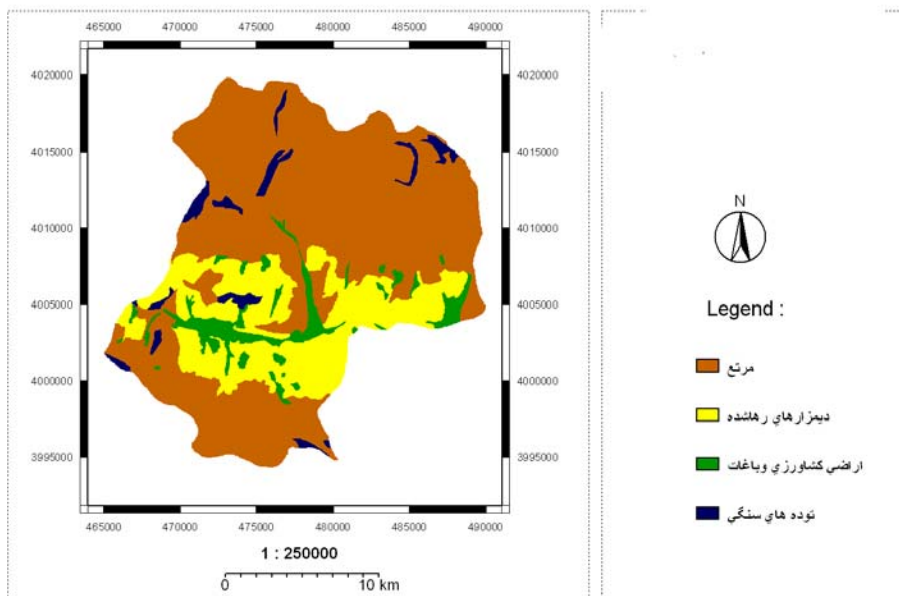 465000 470000 475000 480000 485000 490000
4020000 4020000
4015000 4015000
4010000 4010000
4005000 4005000
4000000 4000000
3995000 3995000
465000 470000 475000 480000 485000 490000
1 : 250000
0 10 km
N
Legend :
مرتع
ديمزارهاي رهاشده
اراضي كشاورزي وباغات
توده هاي سنگي